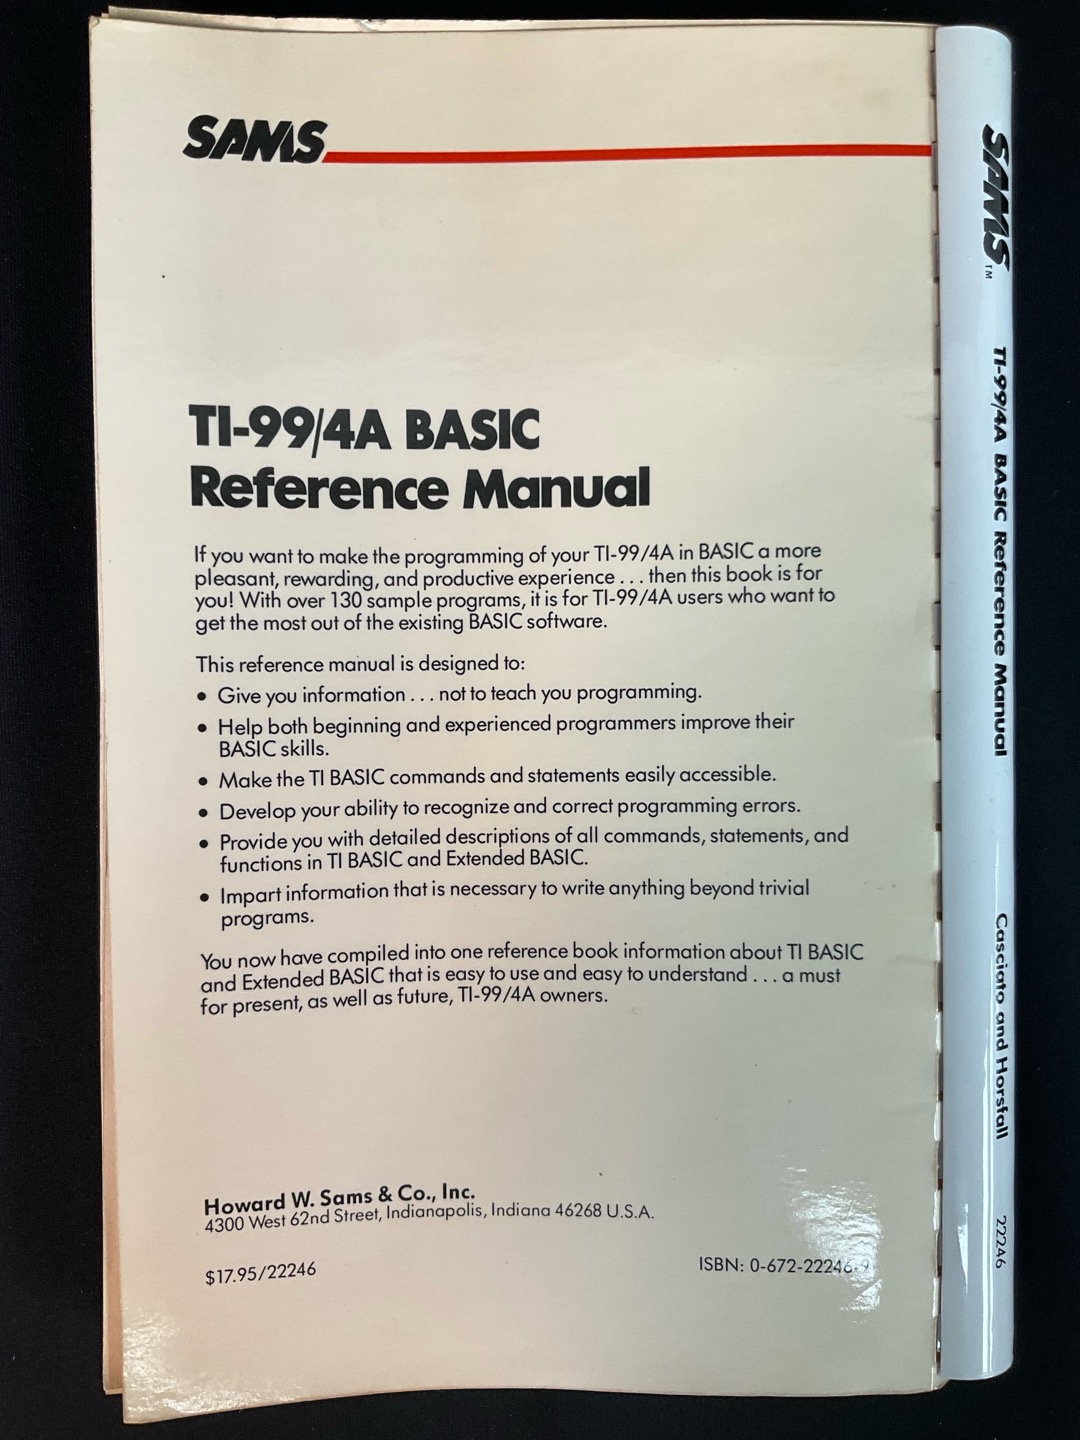 SAMS
TI-99/4A BASIC
Reference Manual
If you want to make the programming of your TI-99/4A in BASIC a more
pleasant, rewarding, and productive experience . . . then this book is for
you! With over 130 sample programs, it is for TI-99/4A users who want to
get the most out of the existing BASIC software.
This reference manual is designed to:
• Give you information . . . not to teach you programming.
• Help both beginning and experienced programmers improve their
BASIC skills.
• Make the TI BASIC commands and statements easily accessible.
• Develop your ability to recognize and correct programming errors.
• Provide you with detailed descriptions of all commands, statements, and
functions in TI BASIC and Extended BASIC.
• Impart information that is necessary to write anything beyond trivial
programs.
You now have compiled into one reference book information about TI BASIC
and Extended BASIC that is easy to use and easy to understand . . . a must
for present, as well as future, TI-99/4A owners.
Howard W. Sams & Co., Inc.
4300 West 62nd Street, Indianapolis, Indiana 46268 U.S.A.
$17.95/22246
ISBN: 0-672-22246-9
SAMS™ TI-99/4A BASIC Reference Manual Casciato and Horsfall 22246